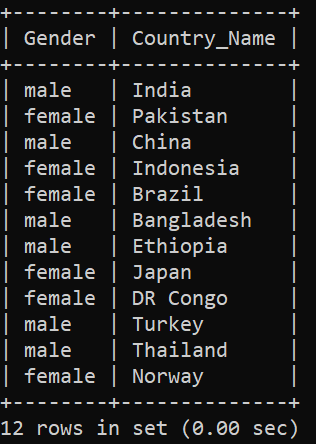 +--------+--------------+
| Gender | Country_Name |
+--------+--------------+
| male   | India        |
| female | Pakistan     |
| male   | China        |
| female | Indonesia    |
| female | Brazil       |
| male   | Bangladesh   |
| male   | Ethiopia     |
| female | Japan        |
| female | DR Congo     |
| male   | Turkey       |
| male   | Thailand     |
| female | Norway       |
+--------+--------------+
12 rows in set (0.00 sec)